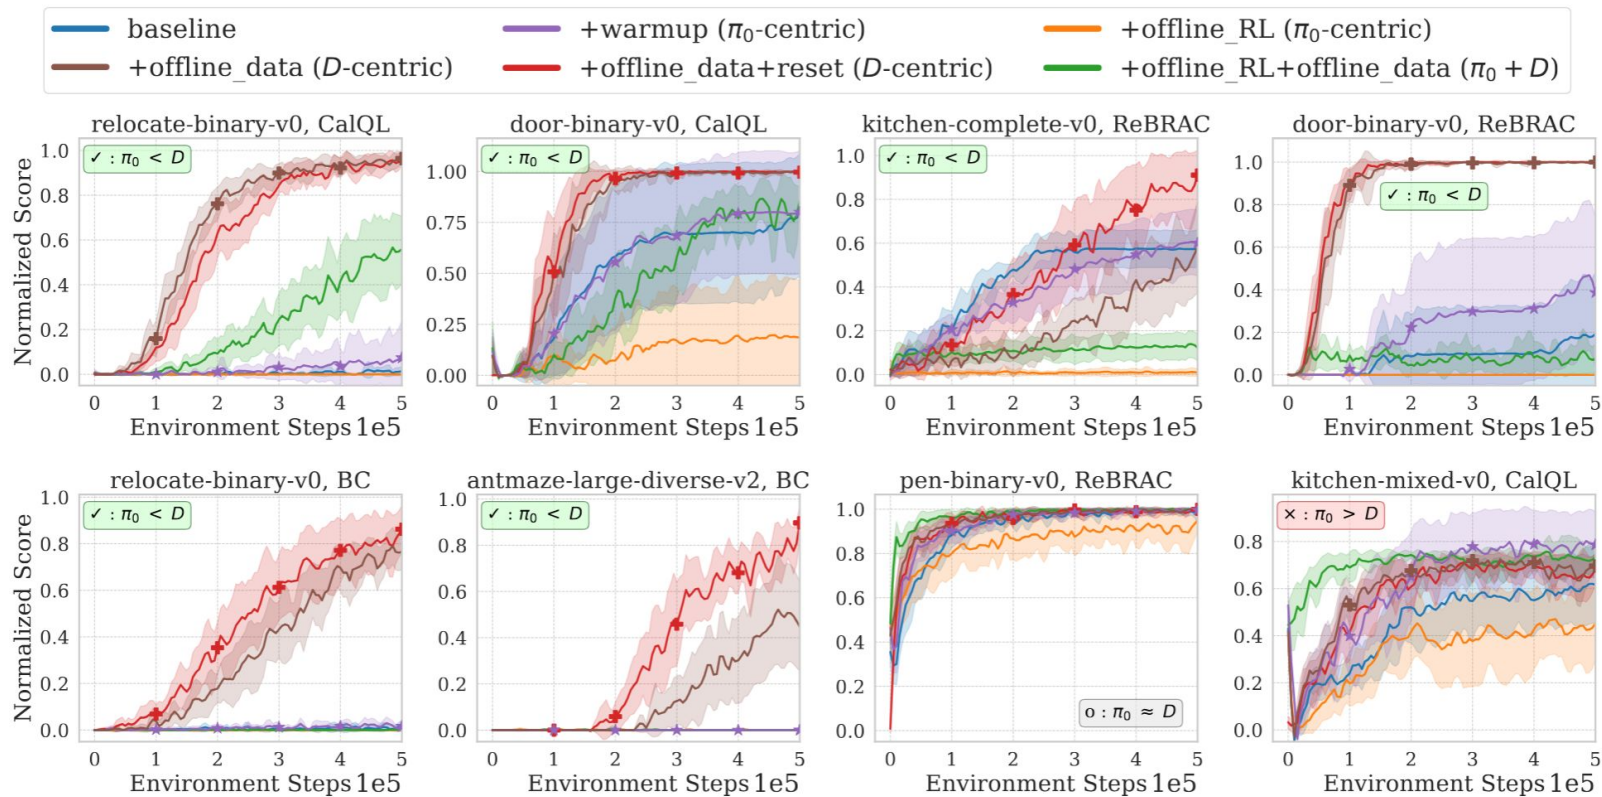 baseline
+warmup (π₀-centric)
+offline_RL (π₀-centric)
+offline_data (D-centric)
+offline_data+reset (D-centric)
+offline_RL+offline_data (π₀ + D)
relocate-binary-v0, CalQL
✓ : π₀ < D
Normalized Score
1.0
0.8
0.6
0.4
0.2
0.0
0 1 2 3 4 5
Environment Steps 1e5
door-binary-v0, CalQL
✓ : π₀ < D
1.00
0.75
0.50
0.25
0.00
0 1 2 3 4 5
Environment Steps 1e5
kitchen-complete-v0, ReBRAC
✓ : π₀ < D
1.0
0.8
0.6
0.4
0.2
0.0
0 1 2 3 4 5
Environment Steps 1e5
door-binary-v0, ReBRAC
✓ : π₀ < D
1.0
0.8
0.6
0.4
0.2
0.0
0 1 2 3 4 5
Environment Steps 1e5
relocate-binary-v0, BC
✓ : π₀ < D
Normalized Score
1.0
0.8
0.6
0.4
0.2
0.0
0 1 2 3 4 5
Environment Steps 1e5
antmaze-large-diverse-v2, BC
✓ : π₀ < D
1.0
0.8
0.6
0.4
0.2
0.0
0 1 2 3 4 5
Environment Steps 1e5
pen-binary-v0, ReBRAC
1.0
0.8
0.6
0.4
0.2
0.0
o : π₀ ≈ D
0 1 2 3 4 5
Environment Steps 1e5
kitchen-mixed-v0, CalQL
× : π₀ > D
0.8
0.6
0.4
0.2
0.0
0 1 2 3 4 5
Environment Steps 1e5